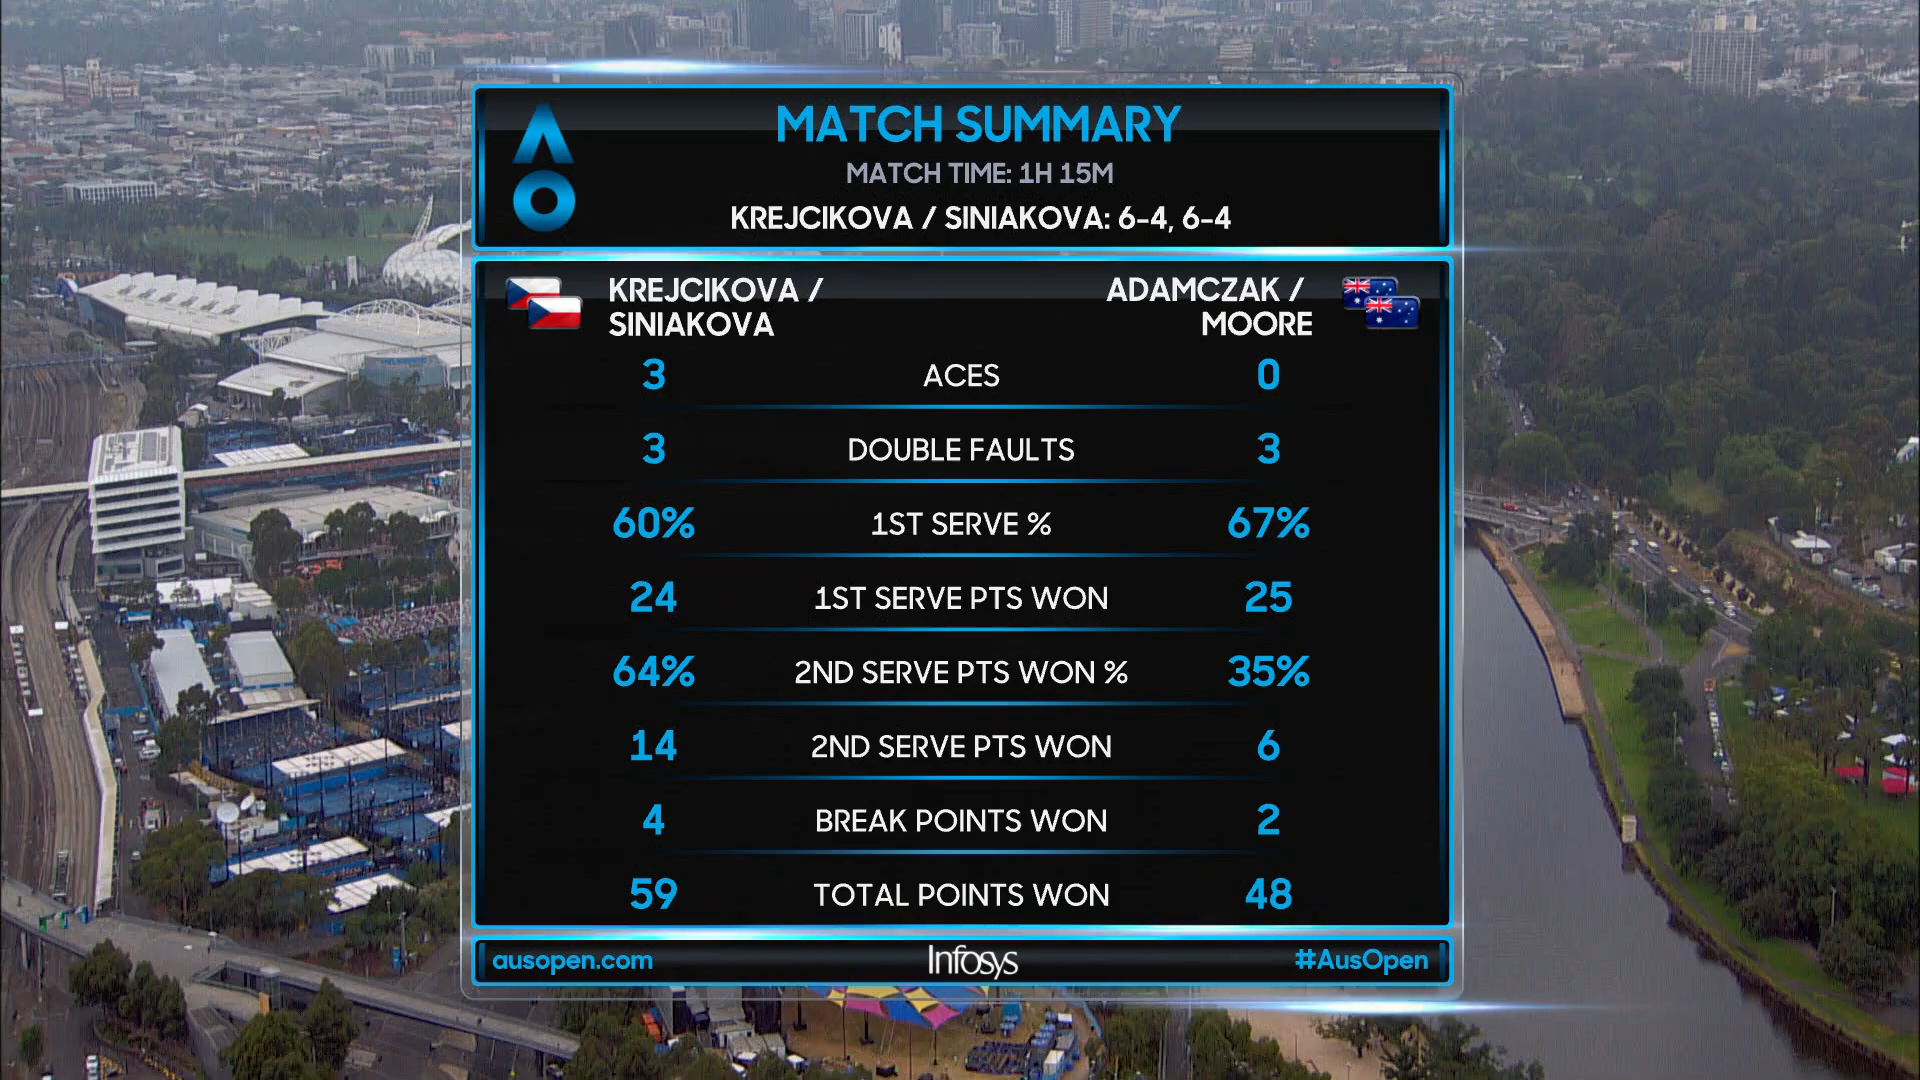 AO
MATCH SUMMARY
MATCH TIME: 1H 15M
KREJCIKOVA / SINIAKOVA: 6-4, 6-4
KREJCIKOVA / SINIAKOVA
ADAMCZAK / MOORE
3 ACES 0
3 DOUBLE FAULTS 3
60% 1ST SERVE % 67%
24 1ST SERVE PTS WON 25
64% 2ND SERVE PTS WON % 35%
14 2ND SERVE PTS WON 6
4 BREAK POINTS WON 2
59 TOTAL POINTS WON 48
ausopen.com Infosys #AusOpen